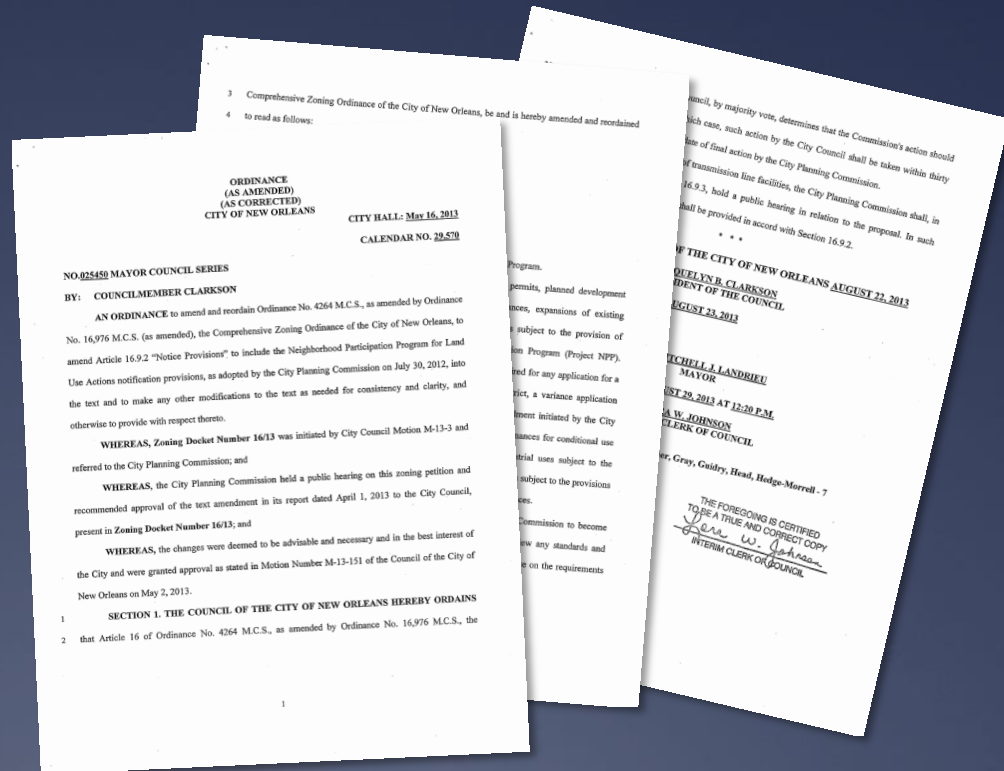 ORDINANCE
(AS AMENDED)
(AS CORRECTED)
CITY OF NEW ORLEANS
CITY HALL: May 16, 2013
CALENDAR NO. 29,570
NO. 025450 MAYOR COUNCIL SERIES
BY: COUNCILMEMBER CLARKSON
AN ORDINANCE to amend and reordain Ordinance No. 4264 M.C.S., as amended by Ordinance
No. 16,976 M.C.S. (as amended), the Comprehensive Zoning Ordinance of the City of New Orleans, to
amend Article 16.9.2 "Notice Provisions" to include the Neighborhood Participation Program for Land
Use Actions notification provisions, as adopted by the City Planning Commission on July 30, 2012, into
the text and to make any other modifications to the text as needed for consistency and clarity, and
otherwise to provide with respect thereto.
WHEREAS, Zoning Docket Number 16/13 was initiated by City Council Motion M-13-3 and
referred to the City Planning Commission; and
WHEREAS, the City Planning Commission held a public hearing on this zoning petition and
recommended approval of the text amendment in its report dated April 1, 2013 to the City Council,
present in Zoning Docket Number 16/13; and
WHEREAS, the changes were deemed to be advisable and necessary and in the best interest of
the City and were granted approval as stated in Motion Number M-13-151 of the Council of the City of
New Orleans on May 2, 2013.
1 SECTION 1. THE COUNCIL OF THE CITY OF NEW ORLEANS HEREBY ORDAINS
2 that Article 16 of Ordinance No. 4264 M.C.S., as amended by Ordinance No. 16,976 M.C.S., the
1
3 Comprehensive Zoning Ordinance of the City of New Orleans, be and is hereby amended and reordained
4 to read as follows:
Program.
permits, planned development
expansions of existing
subject to the provision of
Program (Project NPP).
for any application for a
a variance application
initiated by the City
for conditional use
uses subject to the
subject to the provisions
Commission to become
any standards and
on the requirements
by majority vote, determines that the Commission's action should
case, such action by the City Council shall be taken within thirty
of final action by the City Planning Commission.
of transmission line facilities, the City Planning Commission shall, in
16.9.3, hold a public hearing in relation to the proposal. In such
be provided in accord with Section 16.9.2.
* * *
OF THE CITY OF NEW ORLEANS AUGUST 22, 2013
QUELYN B. CLARKSON
IDENT OF THE COUNCIL
UGUST 23, 2013
TCHELL J. LANDRIEU
MAYOR
UST 29, 2013 AT 12:20 P.M.
A W. JOHNSON
CLERK OF COUNCIL
er, Gray, Guidry, Head, Hedge-Morrell - 7
THE FOREGOING IS CERTIFIED
TO BE A TRUE AND CORRECT COPY
W. Johnson
INTERIM CLERK OF COUNCIL